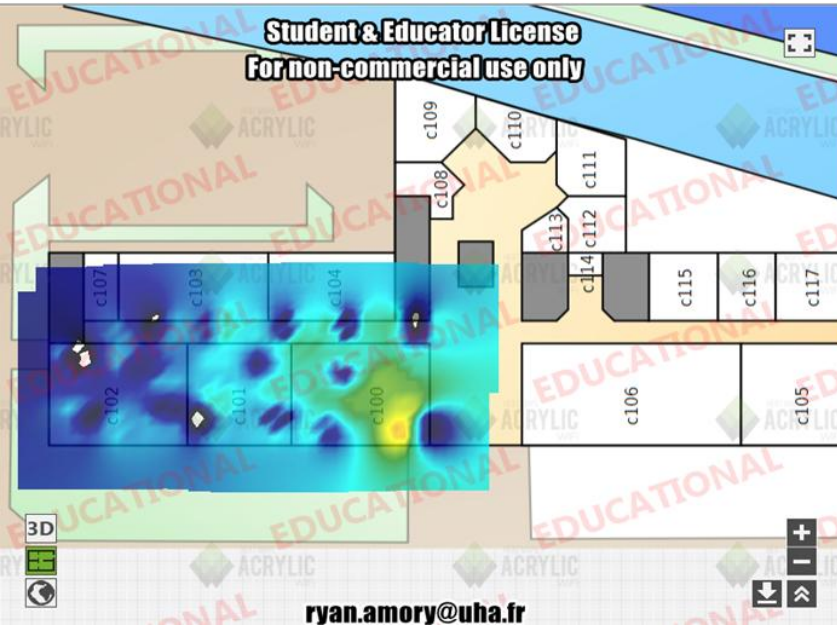 Student & Educator License
For non-commercial use only
c109
c110
c111
c108
c113
c112
c114
c107
c103
c104
c115
c116
c117
c102
c101
c100
c106
c105
3D
EDUCATIONAL
ACRYLIC
WiFi
ryan.amory@uha.fr